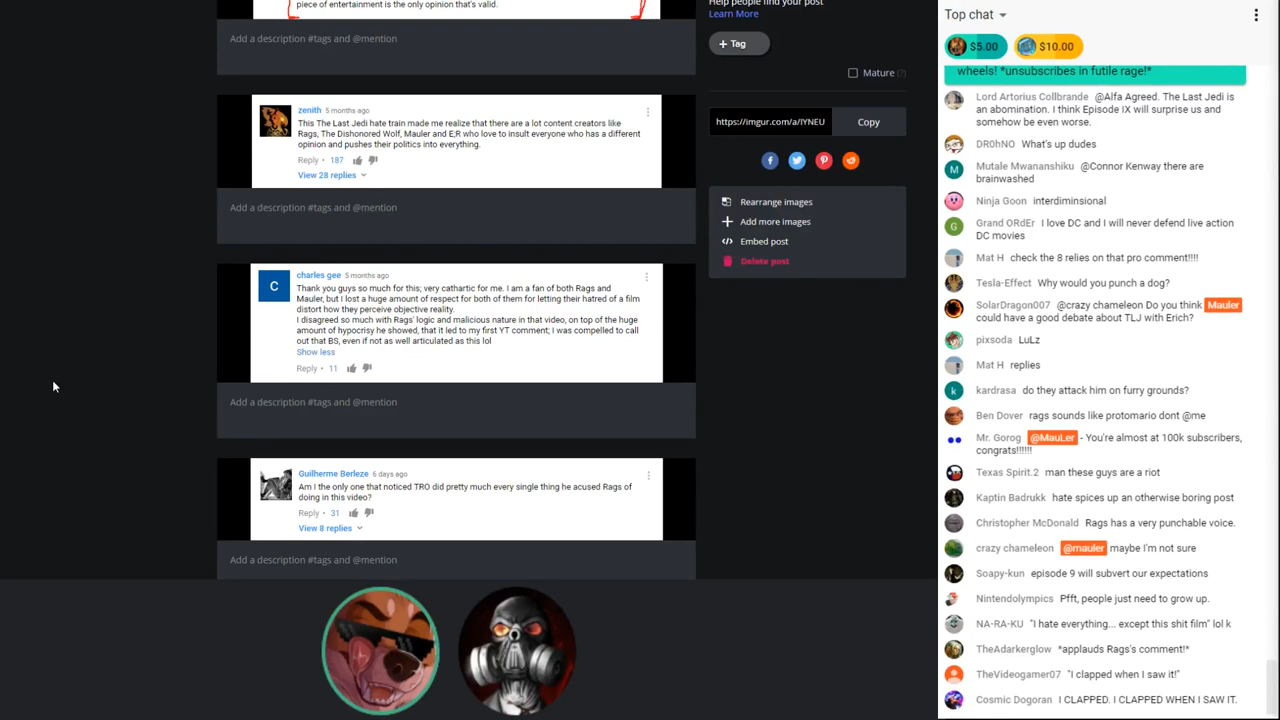 piece of entertainment is the only opinion that's valid.
Add a description #tags and @mention
zenith 5 months ago
This The Last Jedi hate train made me realize that there are a lot content creators like
Rags, The Dishonored Wolf, Mauler and E;R who love to insult everyone who has a different
opinion and pushes their politics into everything.
Reply • 187
View 28 replies
Add a description #tags and @mention
C
charles gee 5 months ago
Thank you guys so much for this; very cathartic for me. I am a fan of both Rags and
Mauler, but I lost a huge amount of respect for both of them for letting their hatred of a film
distort how they perceive objective reality.
I disagreed so much with Rags' logic and malicious nature in that video, on top of the huge
amount of hypocrisy he showed, that it led to my first YT comment; I was compelled to call
out that BS, even if not as well articulated as this lol
Show less
Reply • 11
Add a description #tags and @mention
Guilherme Berleze 6 days ago
Am I the only one that noticed TRO did pretty much every single thing he acused Rags of
doing in this video?
Reply • 31
View 8 replies
Add a description #tags and @mention
Help people find your post
Learn More
+ Tag
Mature (?)
https://imgur.com/a/IYNEU
Copy
Rearrange images
Add more images
Embed post
Delete post
Top chat
$5.00
$10.00
wheels! *unsubscribes in futile rage!*
Lord Artorius Collbrande @Alfa Agreed. The Last Jedi is
an abomination. I think Episode IX will surprise us and
somehow be even worse.
DR0hNO What's up dudes
M
Mutale Mwananshiku @Connor Kenway there are
brainwashed
Ninja Goon interdiminsional
G
Grand ORdEr I love DC and I will never defend live action
DC movies
Mat H check the 8 relies on that pro comment!!!!
Tesla-Effect Why would you punch a dog?
SolarDragon007 @crazy chameleon Do you think Mauler
could have a good debate about TLJ with Erich?
pixsoda LuLz
Mat H replies
k
kardrasa do they attack him on furry grounds?
Ben Dover rags sounds like protomario dont @me
Mr. Gorog @MauLer - You're almost at 100k subscribers,
congrats!!!!!!
Texas Spirit.2 man these guys are a riot
Kaptin Badrukk hate spices up an otherwise boring post
Christopher McDonald Rags has a very punchable voice.
crazy chameleon @mauler maybe I'm not sure
Soapy-kun episode 9 will subvert our expectations
Nintendolympics Pfft, people just need to grow up.
NA-RA-KU "I hate everything... except this shit film" lol k
TheAdarkerglow *applauds Rags's comment!*
TheVideogamer07 "I clapped when I saw it!"
Cosmic Dogoran I CLAPPED. I CLAPPED WHEN I SAW IT.